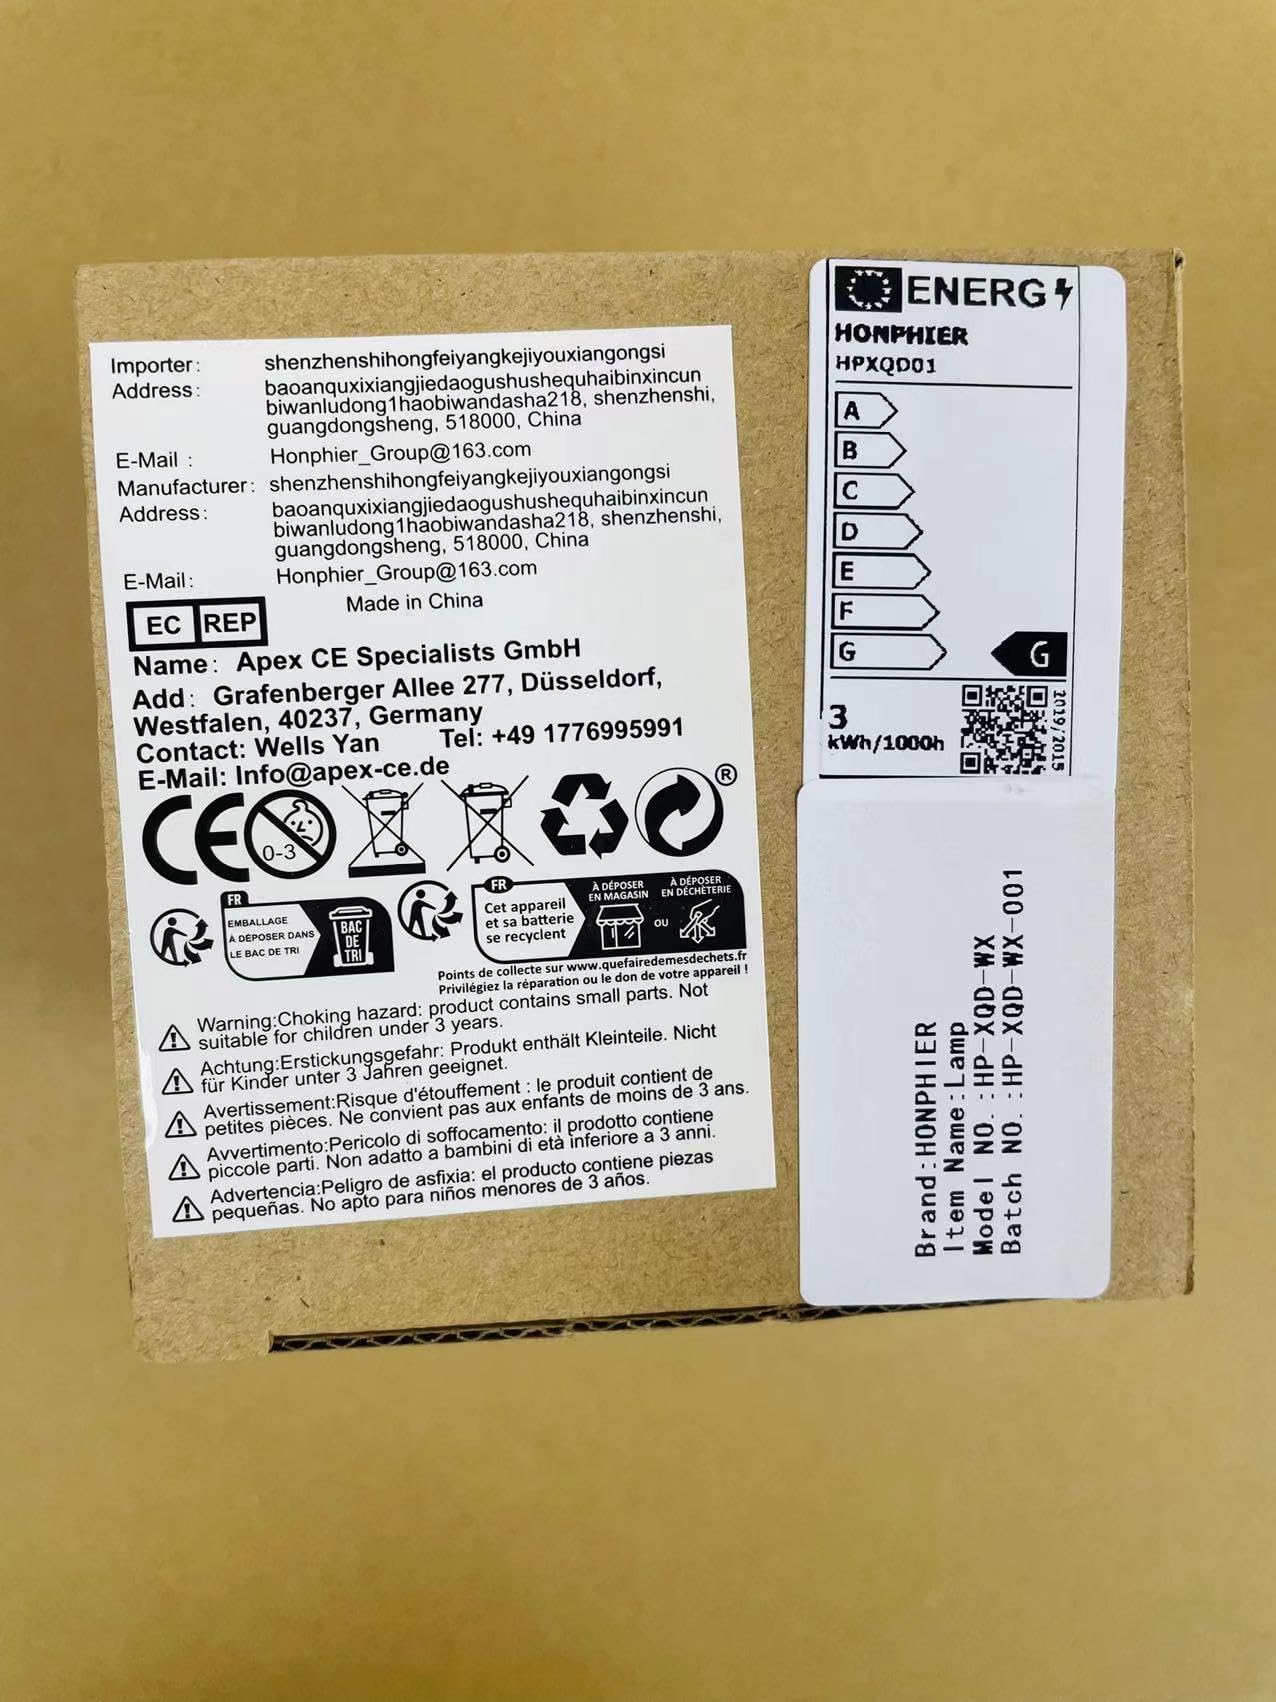 Importer: shenzhenshihongfeiyangkejiyouxiangongsi
Address: baoanquxixiangjiedaogushushequhaibinxincun
biwanludong1haobiwandasha218, shenzhenshi,
guangdongsheng, 518000, China
E-Mail : Honphier_Group@163.com
Manufacturer: shenzhenshihongfeiyangkejiyouxiangongsi
Address: baoanquxixiangjiedaogushushequhaibinxincun
biwanludong1haobiwandasha218, shenzhenshi,
guangdongsheng, 518000, China
E-Mail: Honphier_Group@163.com
Made in China
EC REP
Name: Apex CE Specialists GmbH
Add: Grafenberger Allee 277, Düsseldorf,
Westfalen, 40237, Germany
Contact: Wells Yan Tel: +49 1776995991
E-Mail: Info@apex-ce.de
CE 0-3 ®
FR
EMBALLAGE
À DÉPOSER DANS
LE BAC DE TRI
BAC
DE
TRI
FR
Cet appareil
et sa batterie
se recyclent
À DÉPOSER
EN MAGASIN
OU
À DÉPOSER
EN DÉCHÈTERIE
Points de collecte sur www.quefairedemesdechets.fr
Privilégiez la réparation ou le don de votre appareil !
Warning:Choking hazard: product contains small parts. Not
suitable for children under 3 years.
Achtung:Erstickungsgefahr: Produkt enthält Kleinteile. Nicht
für Kinder unter 3 Jahren geeignet.
Avertissement:Risque d'étouffement : le produit contient de
petites pièces. Ne convient pas aux enfants de moins de 3 ans.
Avvertimento:Pericolo di soffocamento: il prodotto contiene
piccole parti. Non adatto a bambini di età inferiore a 3 anni.
Advertencia:Peligro de asfixia: el producto contiene piezas
pequeñas. No apto para niños menores de 3 años.
ENERG
HONPHIER
HPXQD01
A
B
C
D
E
F
G G
3
kWh/1000h
2019/2015
Brand:HONPHIER
Item Name:Lamp
Model NO.:HP-XQD-WX
Batch NO.:HP-XQD-WX-001